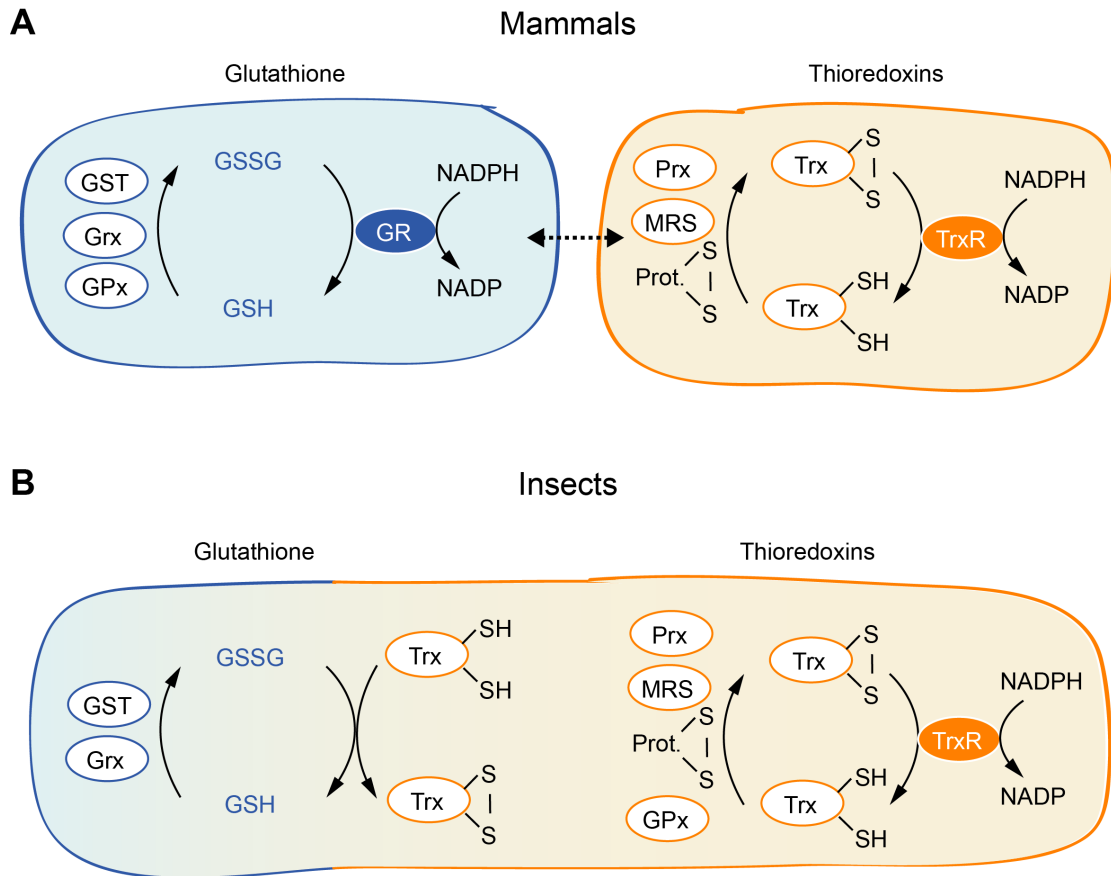 A
Mammals
Glutathione
Thioredoxins
GST
Grx
GPx
GSSG
GSH
GR
NADPH
NADP
Prx
MRS
Prot.
S
S
Trx
S
S
Trx
SH
SH
TrxR
NADPH
NADP
B
Insects
Glutathione
Thioredoxins
GST
Grx
GSSG
GSH
Trx
SH
SH
Trx
S
S
Prx
MRS
Prot.
S
S
GPx
Trx
S
S
Trx
SH
SH
TrxR
NADPH
NADP